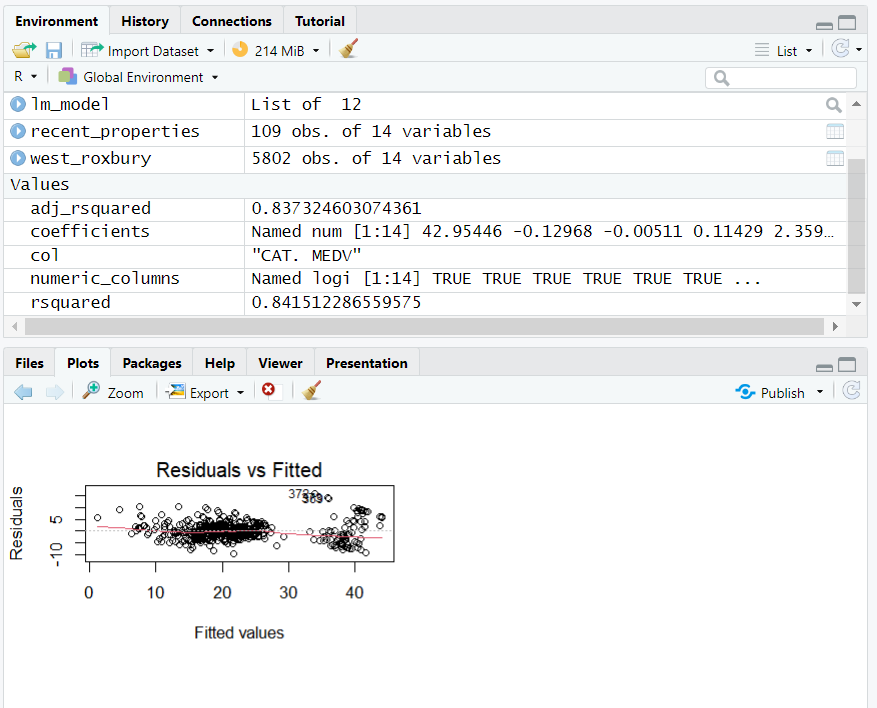 Environment History Connections Tutorial
Import Dataset 214 MiB List
R Global Environment
lm_model List of 12
recent_properties 109 obs. of 14 variables
west_roxbury 5802 obs. of 14 variables
Values
adj_rsquared 0.837324603074361
coefficients Named num [1:14] 42.95446 -0.12968 -0.00511 0.11429 2.359…
col "CAT. MEDV"
numeric_columns Named logi [1:14] TRUE TRUE TRUE TRUE TRUE TRUE ...
rsquared 0.841512286559575
Files Plots Packages Help Viewer Presentation
Zoom Export Publish
Residuals vs Fitted
Residuals
5
-10
0 10 20 30 40
Fitted values